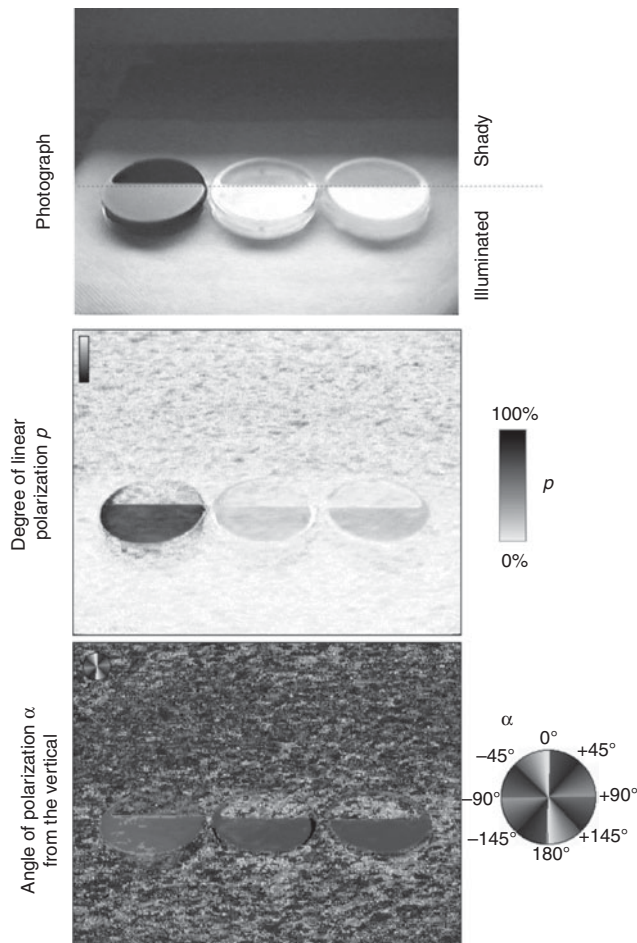 Photograph
Shady
Illuminated
Degree of linear
polarization p
100%
p
0%
Angle of polarization α
from the vertical
α
0°
−45°
+45°
−90°
+90°
−145°
+145°
180°